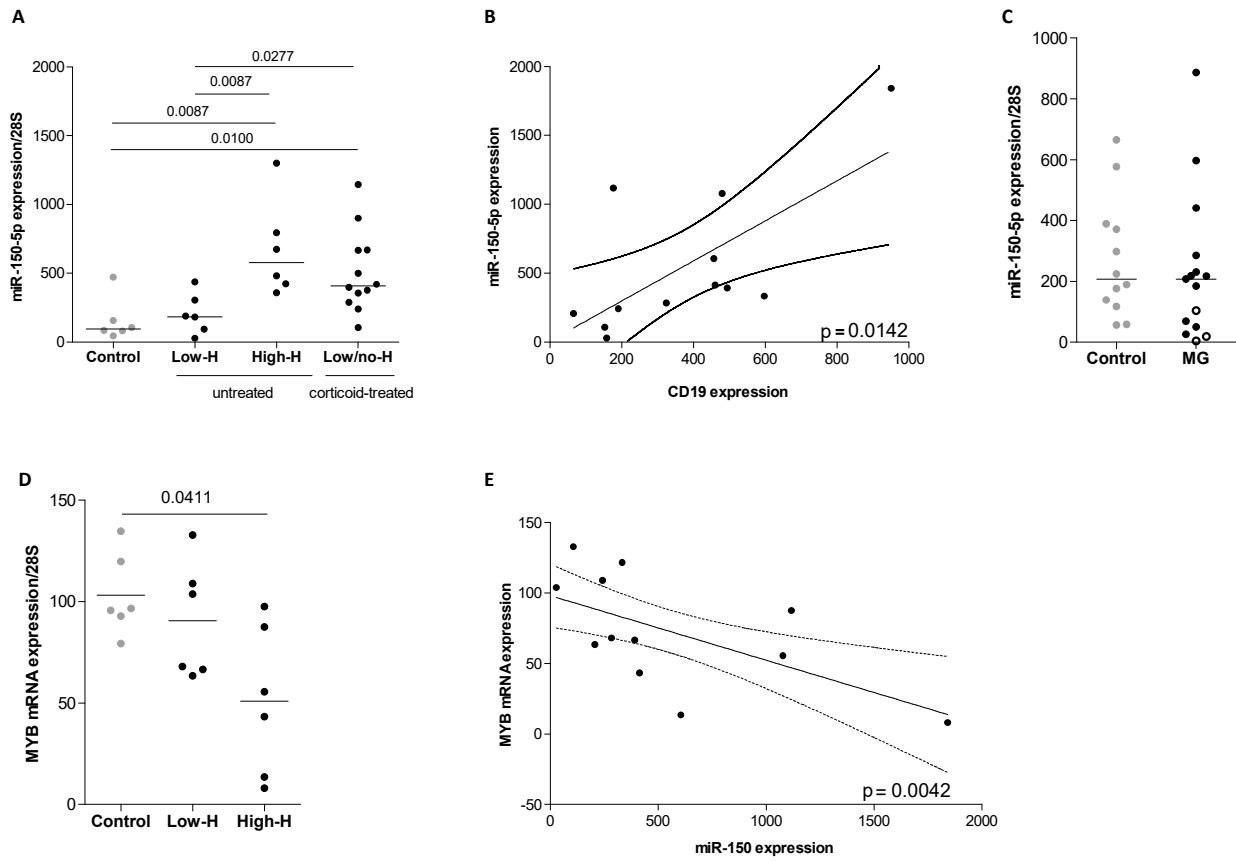 A
0.0277
0.0087
0.0087
0.0100
2000
1500
1000
500
0
miR-150-5p expression/28S
Control Low-H High-H Low/no-H
untreated corticoid-treated
B
2000
1500
1000
500
0
miR-150-5p expression
p=0.0142
0 200 400 600 800 1000
CD19 expression
C
1000
800
600
400
200
0
miR-150-5p expression/28S
Control MG
D
0.0411
150
100
50
0
MYB mRNA expression/28S
Control Low-H High-H
E
150
100
50
0
-50
MYB mRNA expression
p= 0.0042
0 500 1000 1500 2000
miR-150 expression